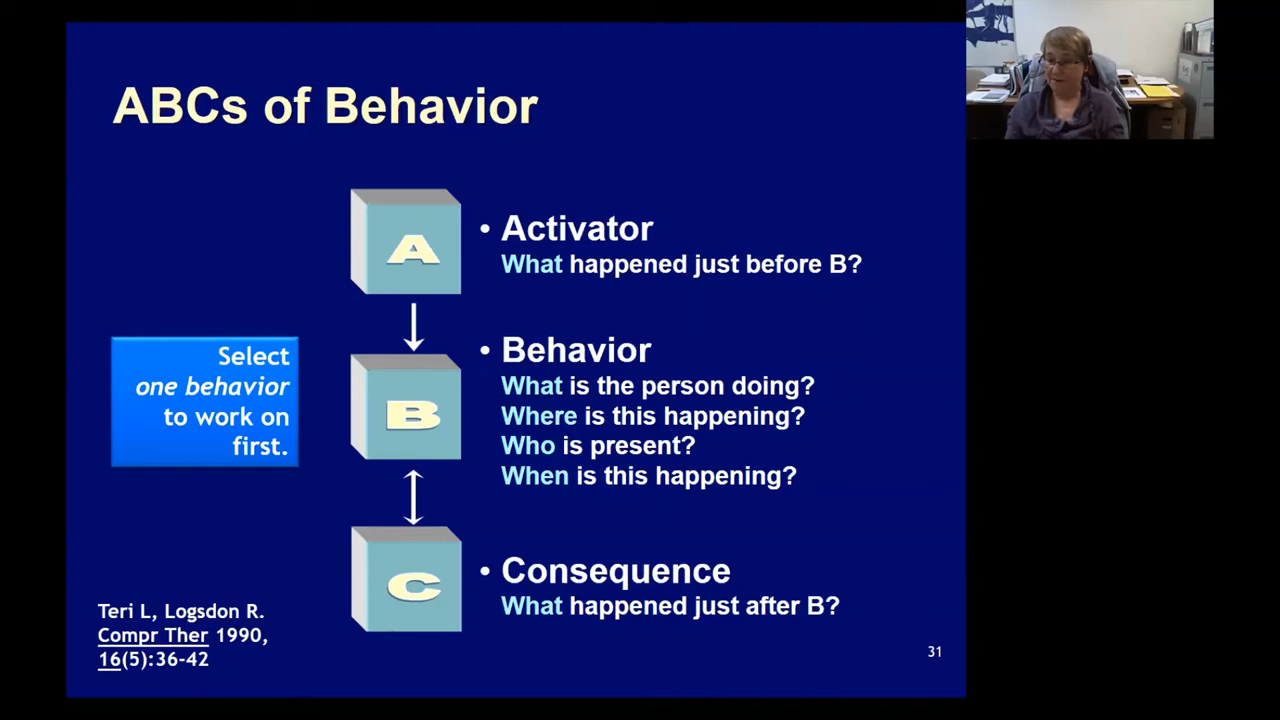 ABCs of Behavior
A
• Activator
What happened just before B?
Select
one behavior
to work on
first.
B
• Behavior
What is the person doing?
Where is this happening?
Who is present?
When is this happening?
C
• Consequence
What happened just after B?
Teri L, Logsdon R.
Compr Ther 1990,
16(5):36-42
31